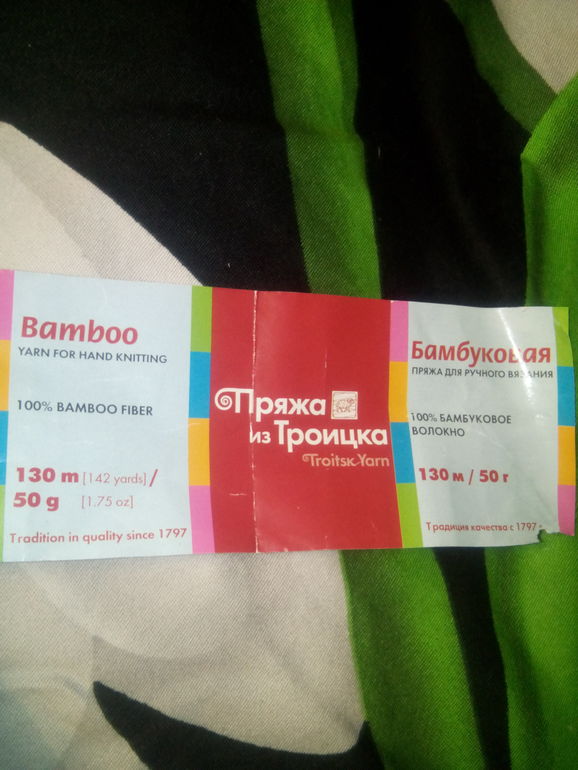 Bamboo
YARN FOR HAND KNITTING
100% BAMBOO FIBER
130 m [142 yards] /
50 g [1.75 oz]
Tradition in quality since 1797
Пряжа
из Троицка
Troitsk Yarn
Бамбуковая
ПРЯЖА ДЛЯ РУЧНОГО ВЯЗАНИЯ
100% БАМБУКОВОЕ
ВОЛОКНО
130 м / 50 г
Традиция качества с 1797 г